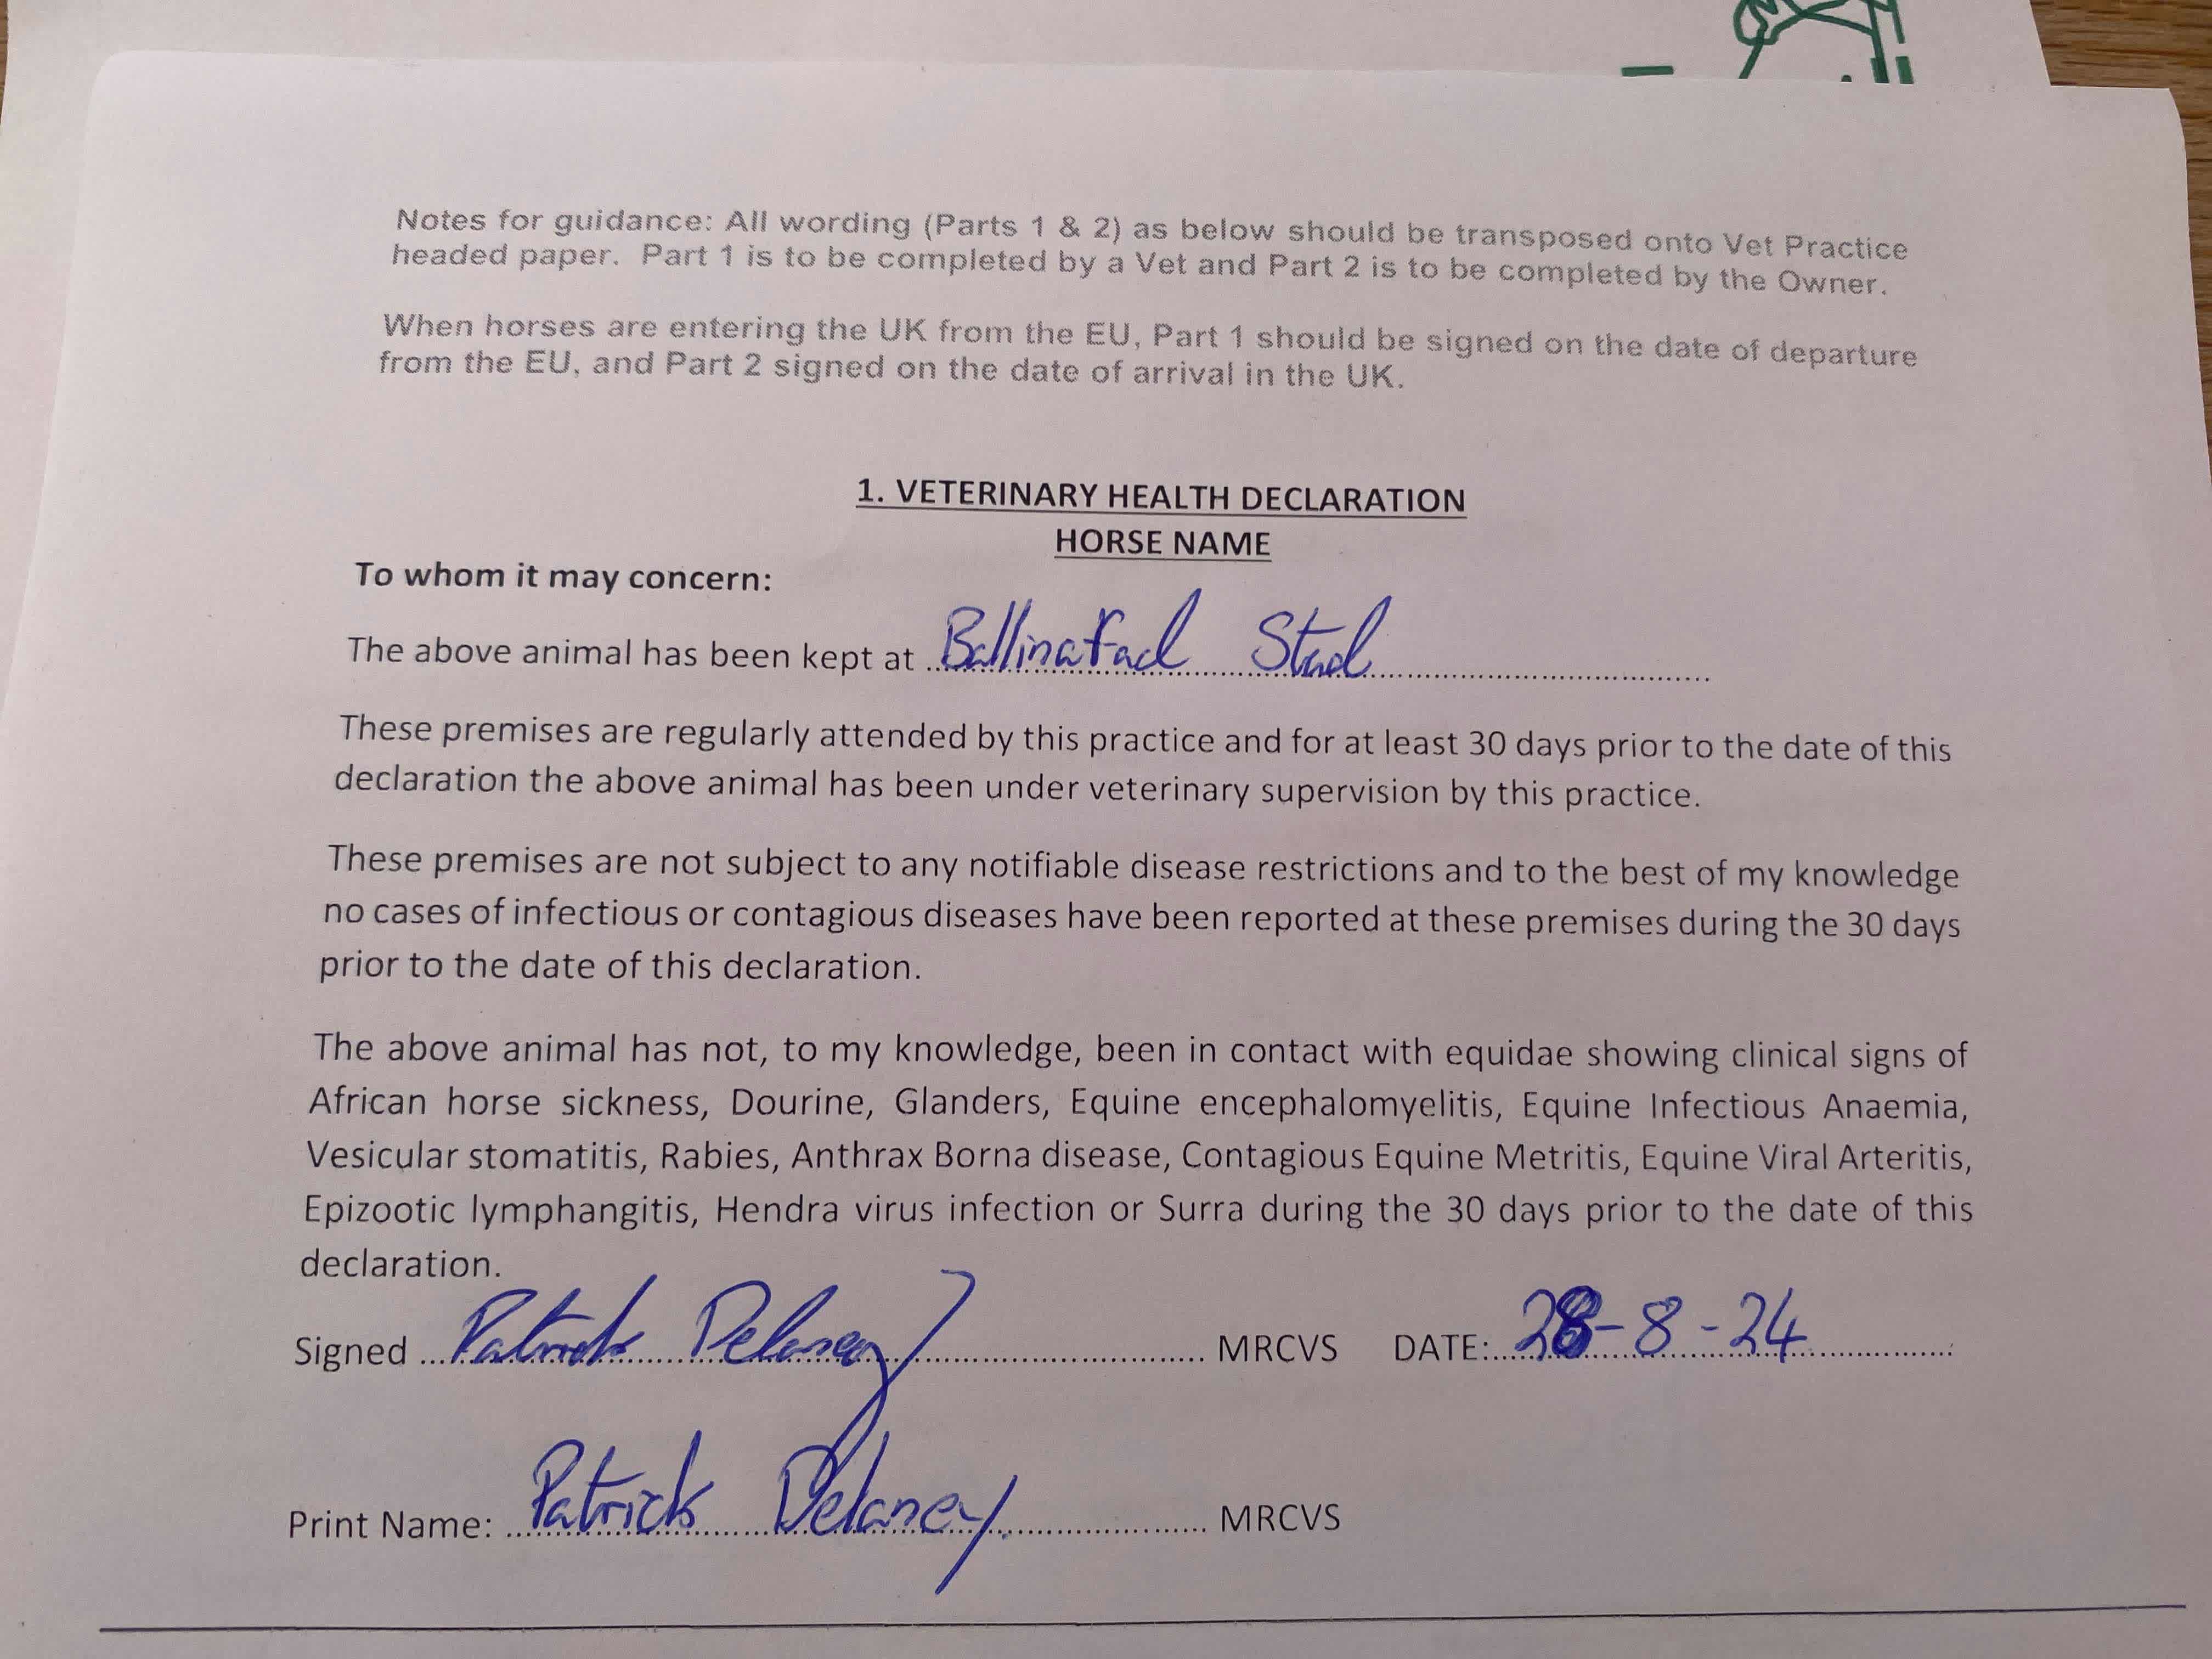 Notes for guidance: All wording (Parts 1 & 2) as below should be transposed onto Vet Practice
headed paper. Part 1 is to be completed by a Vet and Part 2 is to be completed by the Owner.
When horses are entering the UK from the EU, Part 1 should be signed on the date of departure
from the EU, and Part 2 signed on the date of arrival in the UK.
1. VETERINARY HEALTH DECLARATION
HORSE NAME
To whom it may concern:
The above animal has been kept at Ballinafad Stud
These premises are regularly attended by this practice and for at least 30 days prior to the date of this
declaration the above animal has been under veterinary supervision by this practice.
These premises are not subject to any notifiable disease restrictions and to the best of my knowledge
no cases of infectious or contagious diseases have been reported at these premises during the 30 days
prior to the date of this declaration.
The above animal has not, to my knowledge, been in contact with equidae showing clinical signs of
African horse sickness, Dourine, Glanders, Equine encephalomyelitis, Equine Infectious Anaemia,
Vesicular stomatitis, Rabies, Anthrax Borna disease, Contagious Equine Metritis, Equine Viral Arteritis,
Epizootic lymphangitis, Hendra virus infection or Surra during the 30 days prior to the date of this
declaration.
Signed Patrick Delaney MRCVS DATE: 28-8-24
Print Name: Patrick Delaney MRCVS